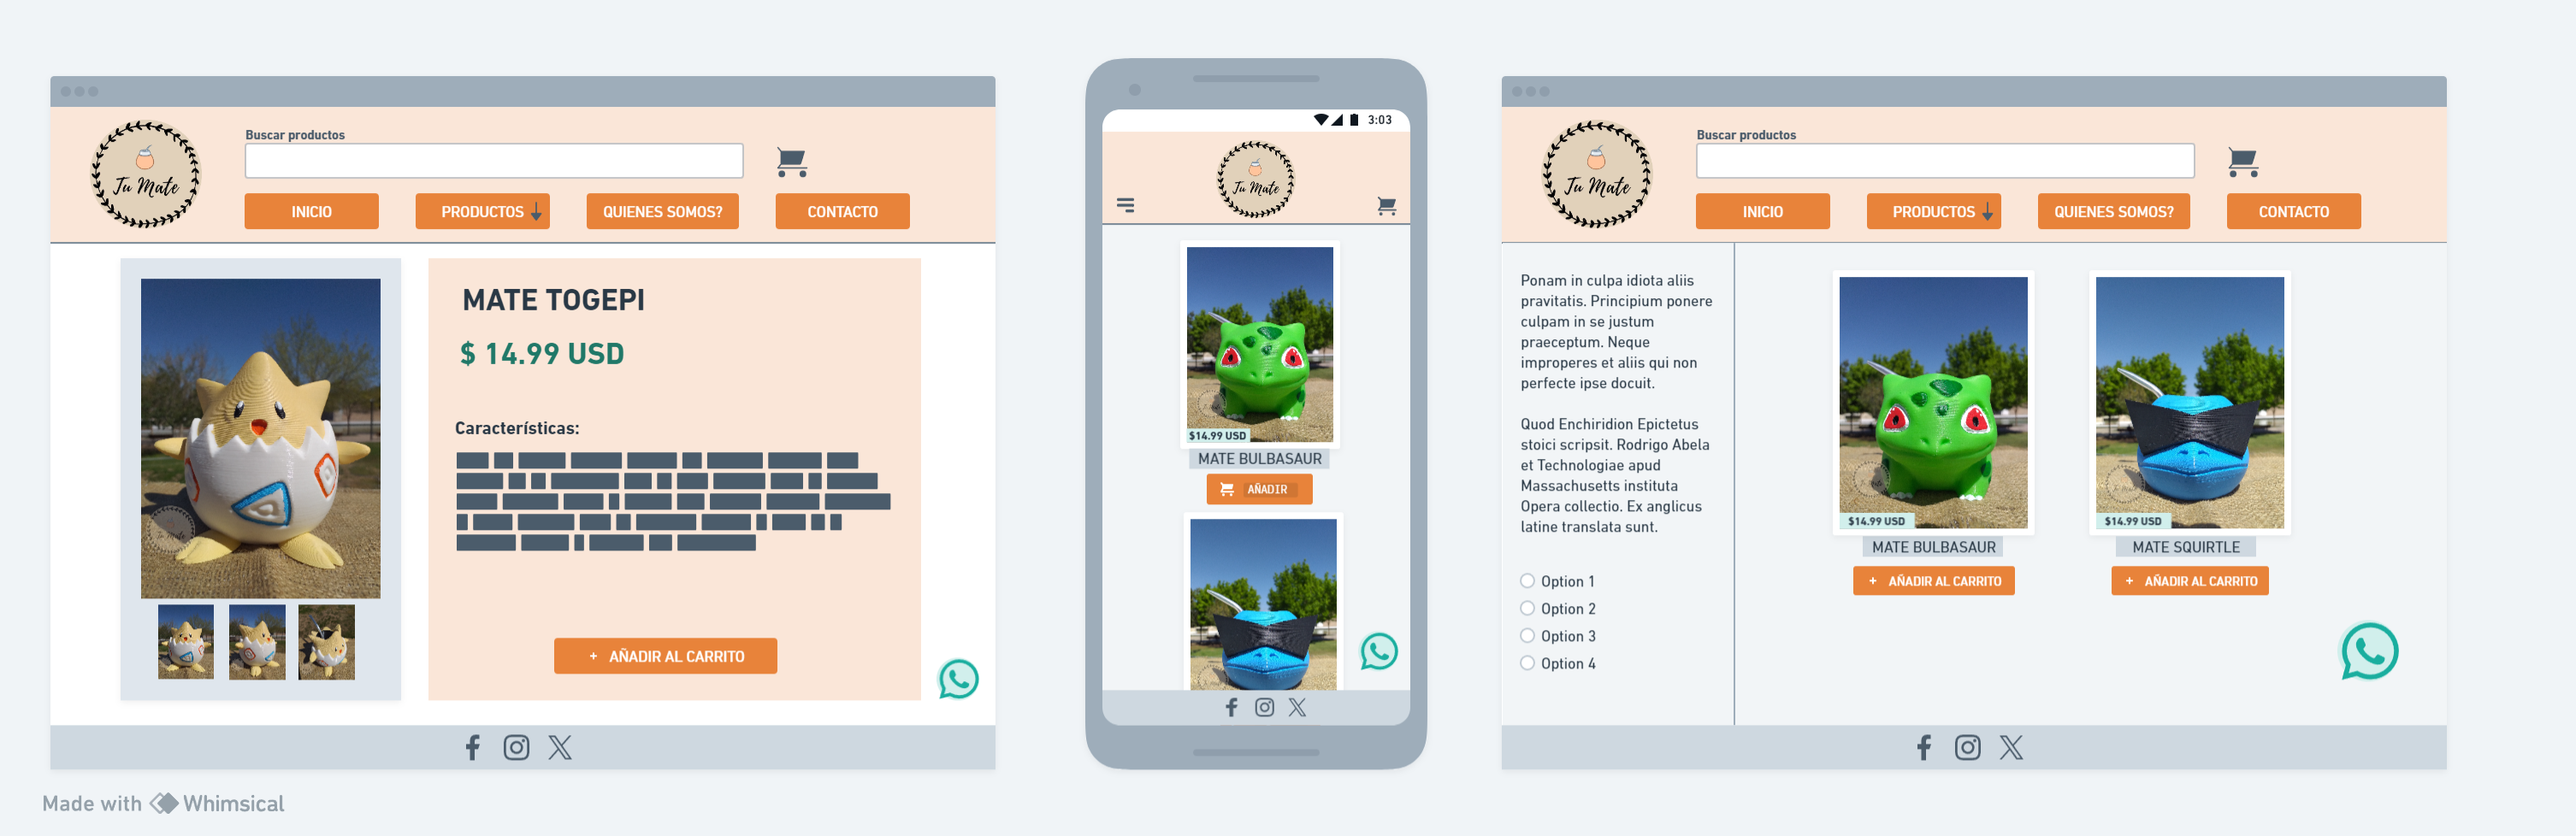 Tu Mate
Buscar productos
INICIO
PRODUCTOS
QUIENES SOMOS?
CONTACTO
MATE TOGEPI
$ 14.99 USD
Características:
Tu Mate
+ AÑADIR AL CARRITO
3:03
Tu Mate
$14.99 USD
MATE BULBASAUR
AÑADIR
Tu Mate
Buscar productos
INICIO
PRODUCTOS
QUIENES SOMOS?
CONTACTO
Ponam in culpa idiota aliis
pravitatis. Principium ponere
culpam in se justum
praeceptum. Neque
improperes et aliis qui non
perfecte ipse docuit.
Quod Enchiridion Epictetus
stoici scripsit. Rodrigo Abela
et Technologiae apud
Massachusetts instituta
Opera collectio. Ex anglicus
latine translata sunt.
Option 1
Option 2
Option 3
Option 4
$14.99 USD
MATE BULBASAUR
+ AÑADIR AL CARRITO
Tu Mate
$14.99 USD
MATE SQUIRTLE
+ AÑADIR AL CARRITO
Made with Whimsical